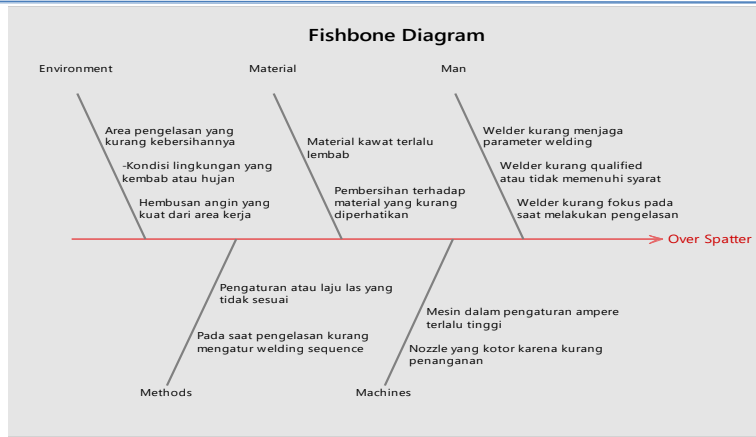 Fishbone Diagram
Environment
Material
Man
Area pengelasan yang
kurang kebersihannya
-Kondisi lingkungan yang
kembab atau hujan
Hembusan angin yang
kuat dari area kerja
Material kawat terlalu
lembab
Pembersihan terhadap
material yang kurang
diperhatikan
Welder kurang menjaga
parameter welding
Welder kurang qualified
atau tidak memenuhi syarat
Welder kurang fokus pada
saat melakukan pengelasan
Over Spatter
Pengaturan atau laju las yang
tidak sesuai
Pada saat pengelasan kurang
mengatur welding sequence
Mesin dalam pengaturan ampere
terlalu tinggi
Nozzle yang kotor karena kurang
penanganan
Methods
Machines